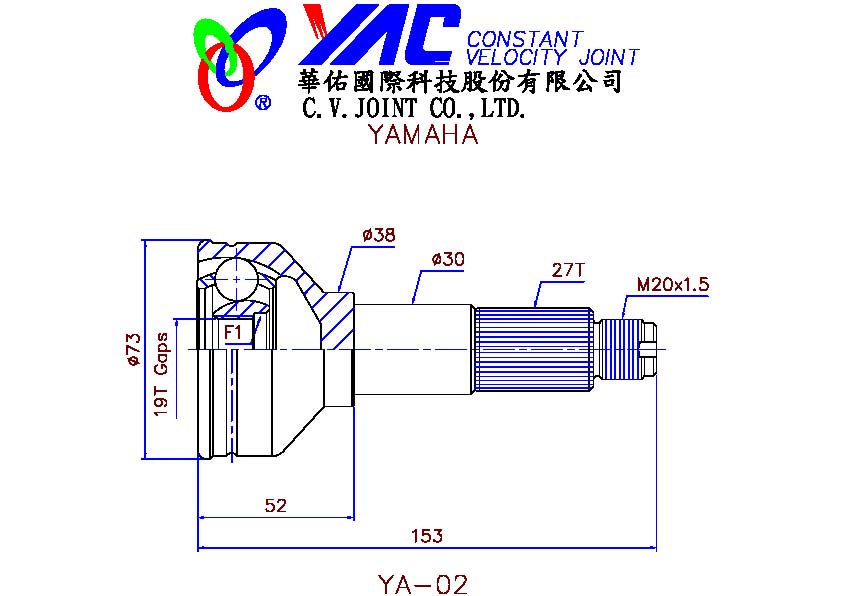 YAC CONSTANT
VELOCITY JOINT
®
華佑國際科技股份有限公司
C.V.JOINT CO.,LTD.
YAMAHA
ø38
ø30
27T
M20x1.5
F1
ø73
19T Gaps
52
153
YA-02